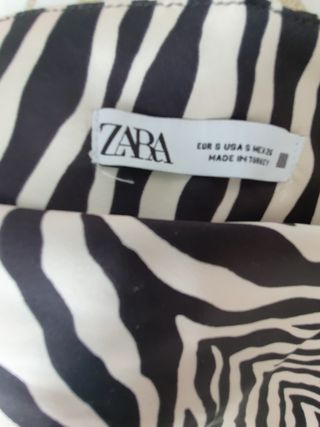 ZARA
EUR S USA S MEX 26
MADE IN TURKEY